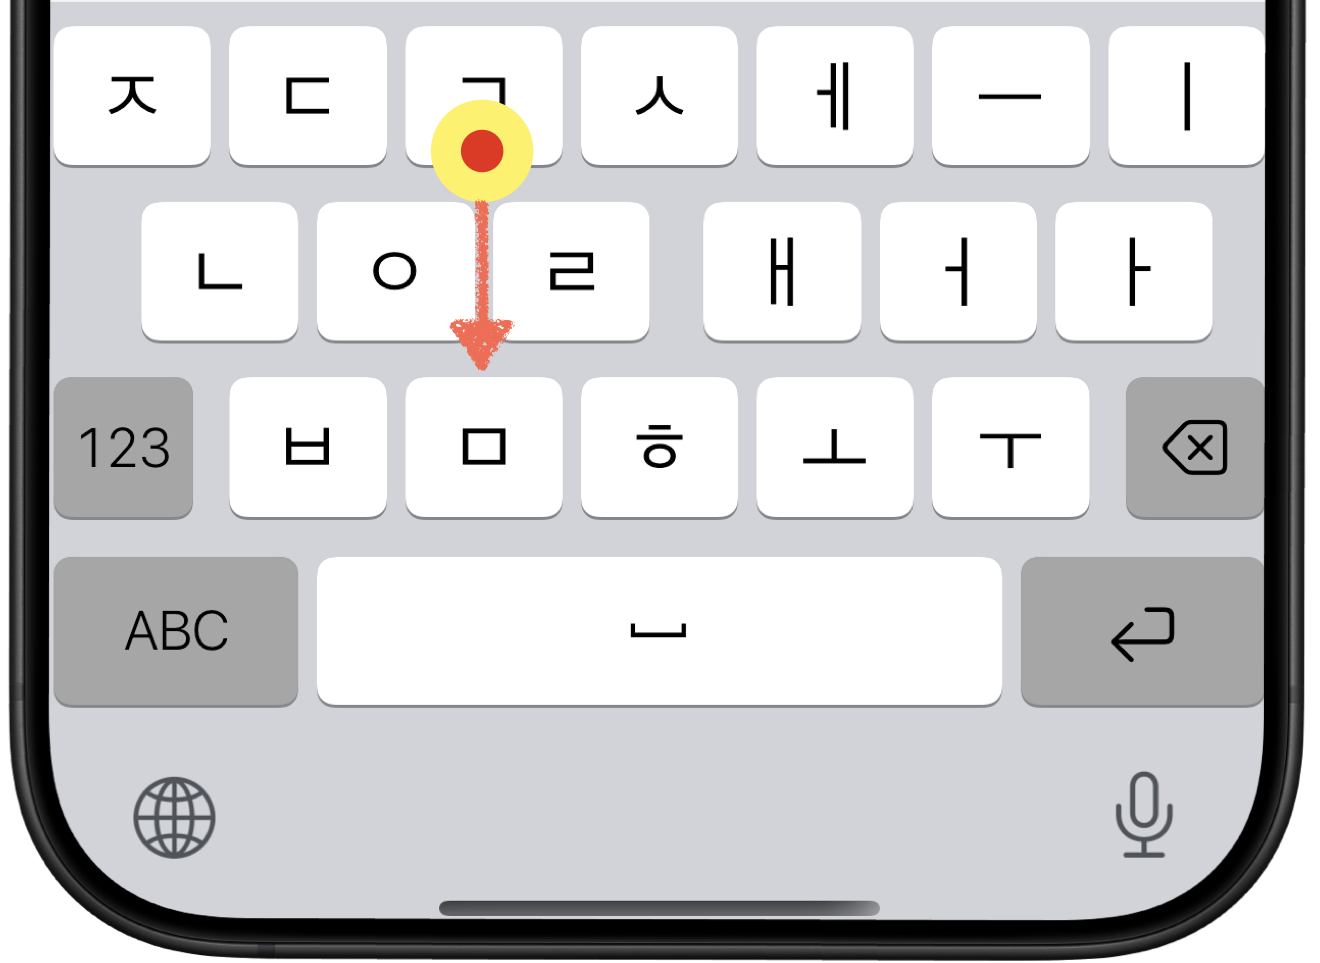 ㅈ ㄷ ㄱ ㅅ ㅔ ㅡ ㅣ
ㄴ ㅇ ㄹ ㅐ ㅓ ㅏ
123 ㅂ ㅁ ㅎ ㅗ ㅜ
ABC